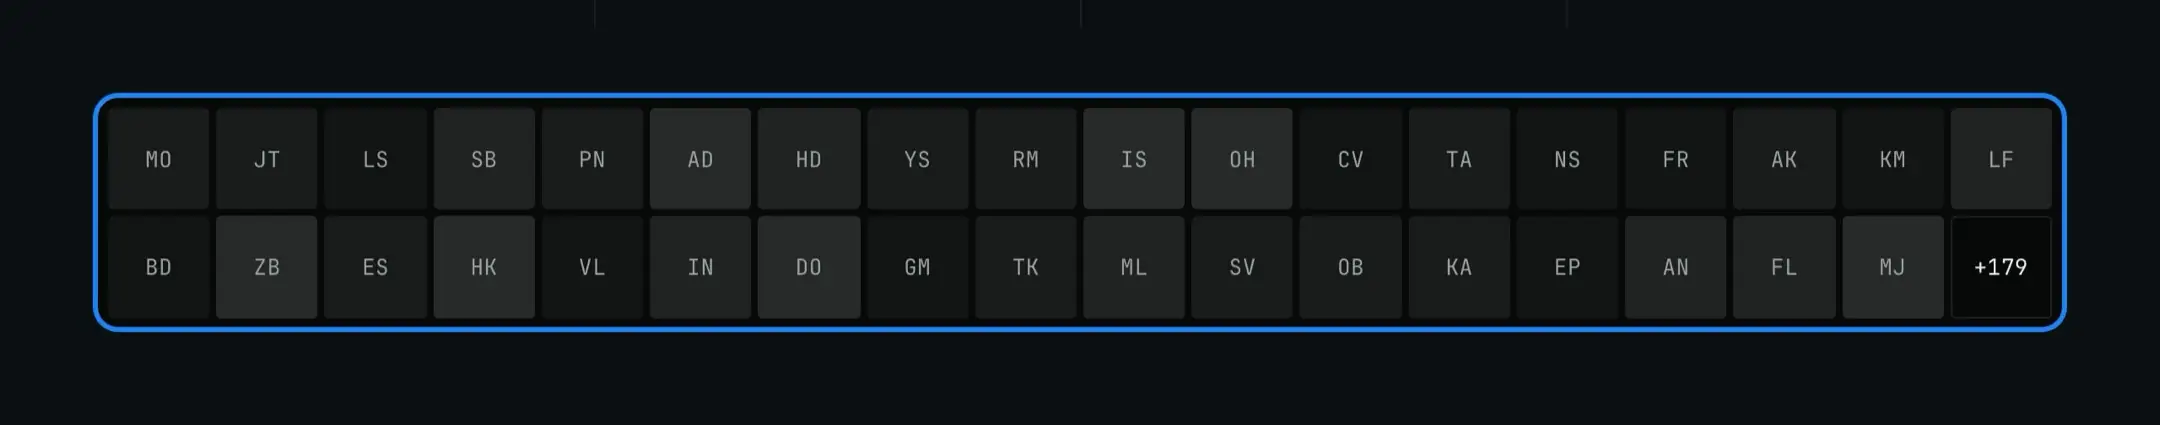 MO JT LS SB PN AD HD YS RM IS OH CV TA NS FR AK KM LF
BD ZB ES HK VL IN DO GM TK ML SV OB KA EP AN FL MJ +179